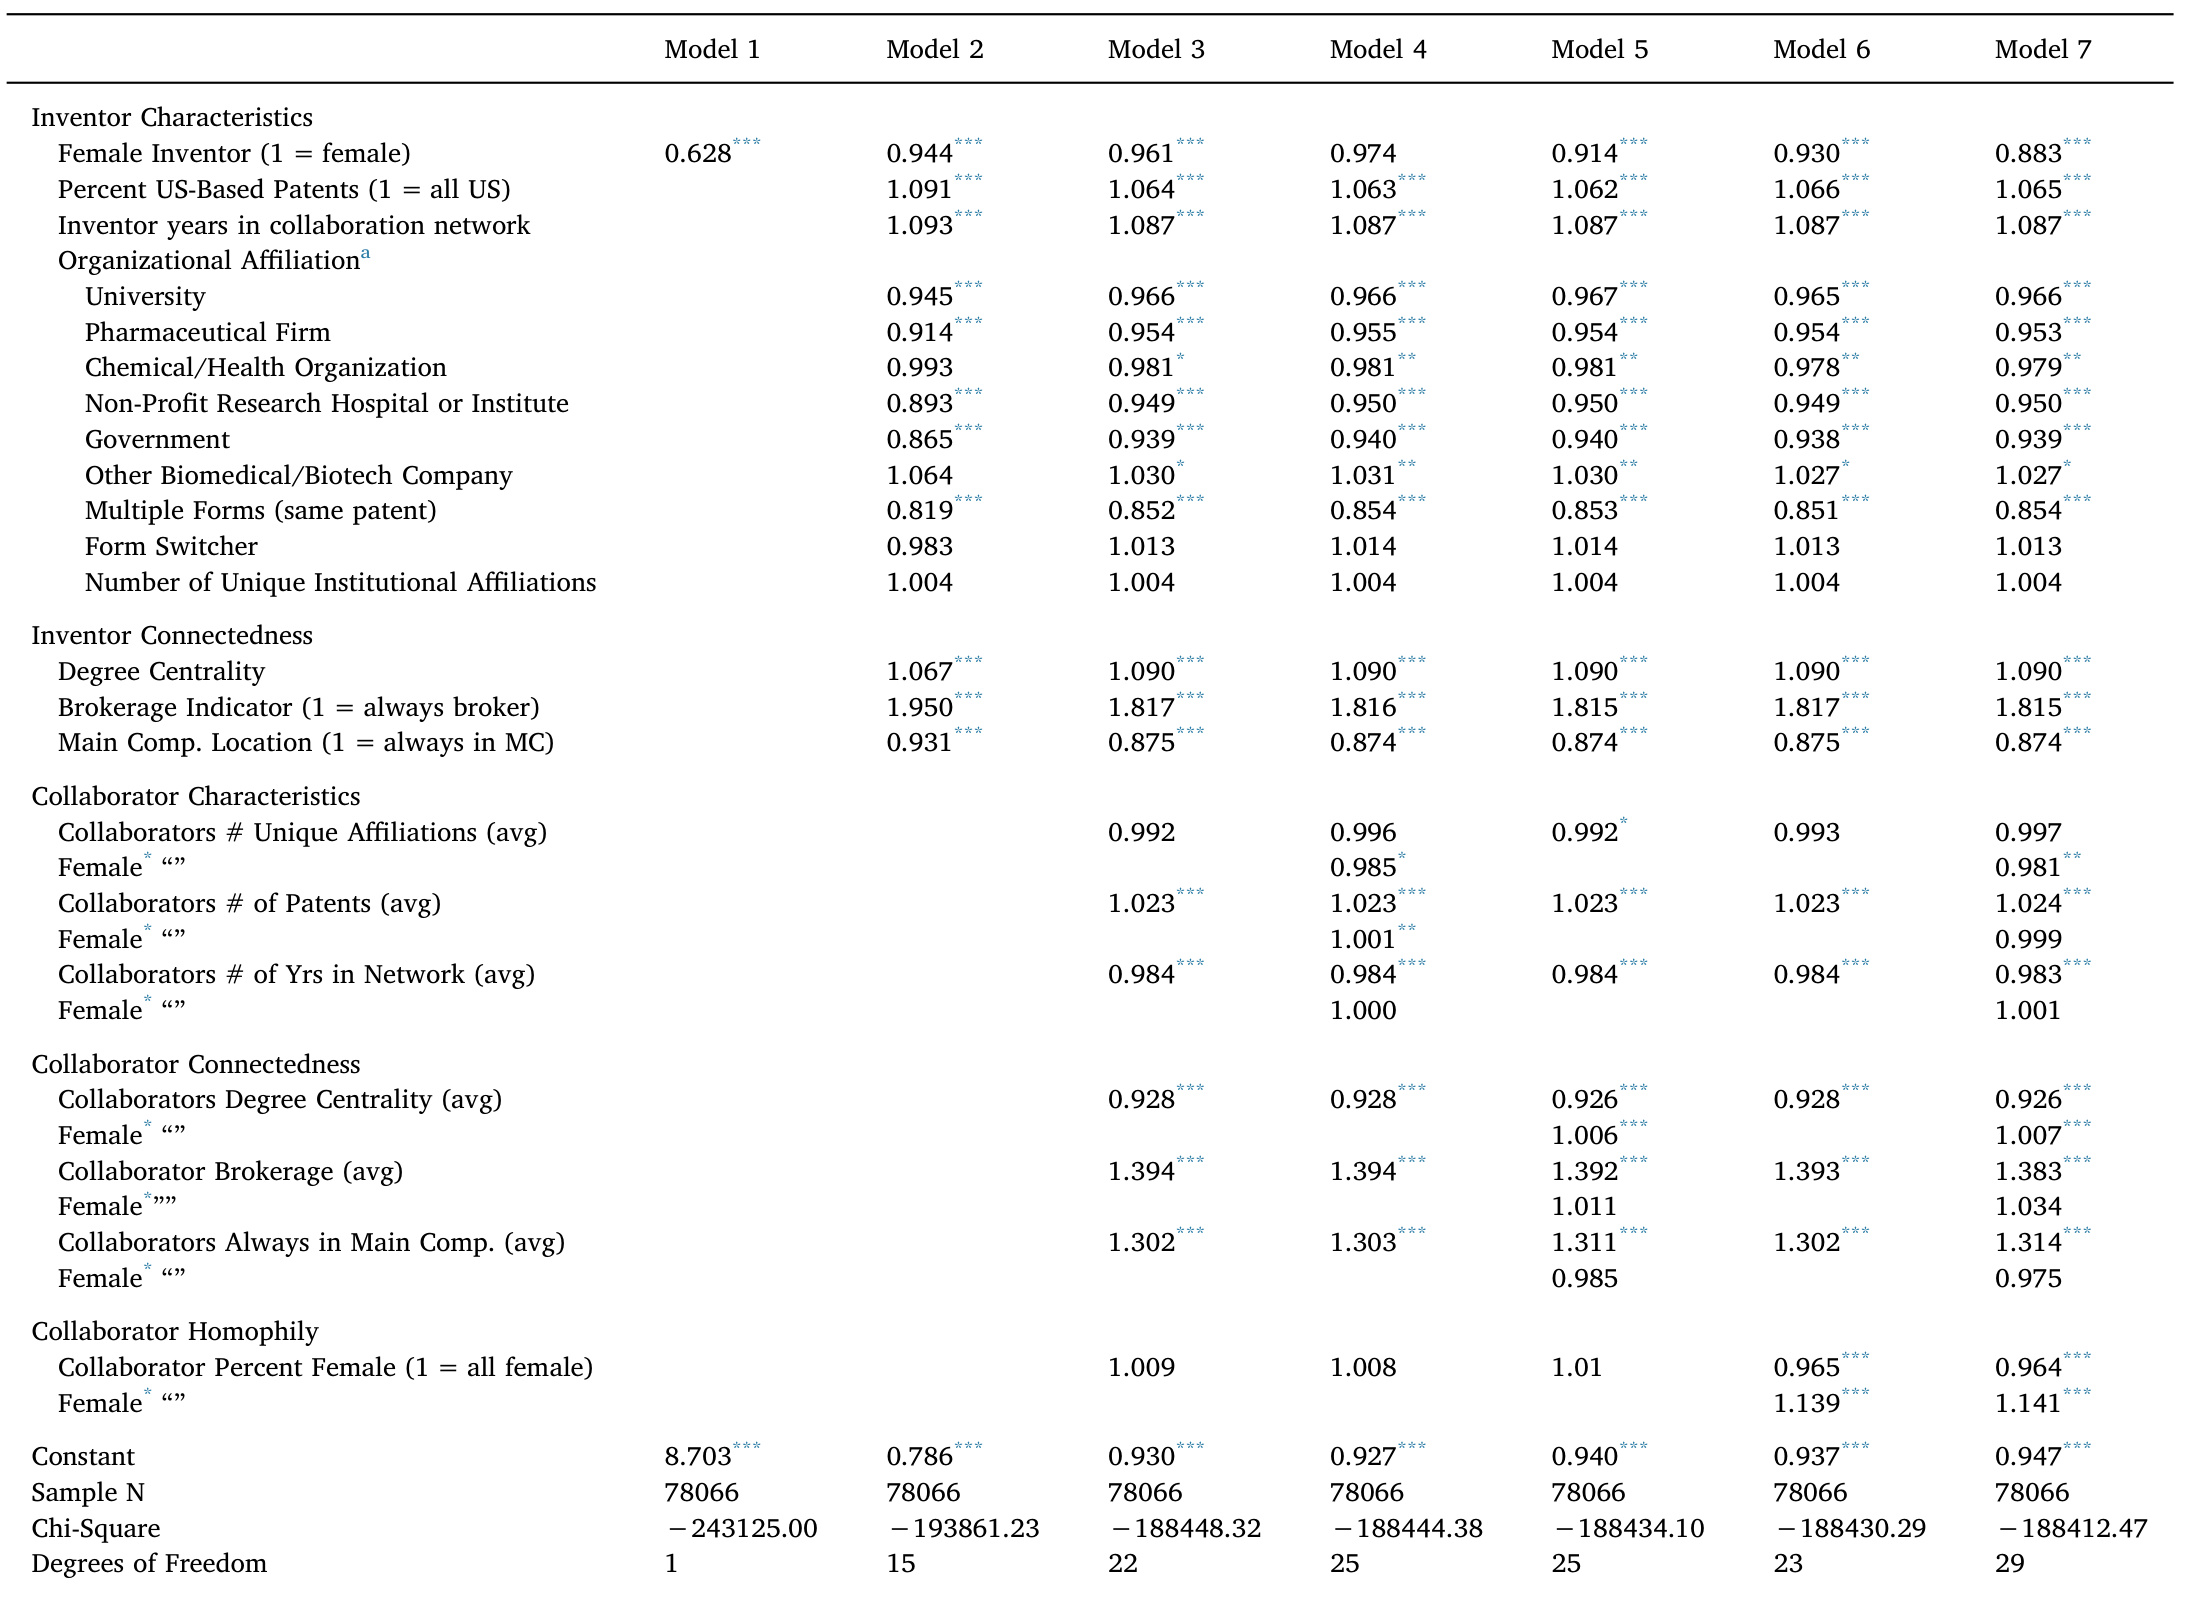 Model 1 Model 2 Model 3 Model 4 Model 5 Model 6 Model 7
Inventor Characteristics
Female Inventor (1 = female) 0.628*** 0.944*** 0.961*** 0.974 0.914*** 0.930*** 0.883***
Percent US-Based Patents (1 = all US) 1.091*** 1.064*** 1.063*** 1.062*** 1.066*** 1.065***
Inventor years in collaboration network 1.093*** 1.087*** 1.087*** 1.087*** 1.087*** 1.087***
Organizational Affiliationa
University 0.945*** 0.966*** 0.966*** 0.967*** 0.965*** 0.966***
Pharmaceutical Firm 0.914*** 0.954*** 0.955*** 0.954*** 0.954*** 0.953***
Chemical/Health Organization 0.993 0.981* 0.981** 0.981** 0.978** 0.979**
Non-Profit Research Hospital or Institute 0.893*** 0.949*** 0.950*** 0.950*** 0.949*** 0.950***
Government 0.865*** 0.939*** 0.940*** 0.940*** 0.938*** 0.939***
Other Biomedical/Biotech Company 1.064 1.030* 1.031** 1.030** 1.027* 1.027*
Multiple Forms (same patent) 0.819*** 0.852*** 0.854*** 0.853*** 0.851*** 0.854***
Form Switcher 0.983 1.013 1.014 1.014 1.013 1.013
Number of Unique Institutional Affiliations 1.004 1.004 1.004 1.004 1.004 1.004
Inventor Connectedness
Degree Centrality 1.067*** 1.090*** 1.090*** 1.090*** 1.090*** 1.090***
Brokerage Indicator (1 = always broker) 1.950*** 1.817*** 1.816*** 1.815*** 1.817*** 1.815***
Main Comp. Location (1 = always in MC) 0.931*** 0.875*** 0.874*** 0.874*** 0.875*** 0.874***
Collaborator Characteristics
Collaborators # Unique Affiliations (avg) 0.992 0.996 0.992* 0.993 0.997
Female* “” 0.985* 0.981**
Collaborators # of Patents (avg) 1.023*** 1.023*** 1.023*** 1.023*** 1.024***
Female* “” 1.001** 0.999
Collaborators # of Yrs in Network (avg) 0.984*** 0.984*** 0.984*** 0.984*** 0.983***
Female* “” 1.000 1.001
Collaborator Connectedness
Collaborators Degree Centrality (avg) 0.928*** 0.928*** 0.926*** 0.928*** 0.926***
Female* “” 1.006*** 1.007***
Collaborator Brokerage (avg) 1.394*** 1.394*** 1.392*** 1.393*** 1.383***
Female*”” 1.011 1.034
Collaborators Always in Main Comp. (avg) 1.302*** 1.303*** 1.311*** 1.302*** 1.314***
Female* “” 0.985 0.975
Collaborator Homophily
Collaborator Percent Female (1 = all female) 1.009 1.008 1.01 0.965*** 0.964***
Female* “” 1.139*** 1.141***
Constant 8.703*** 0.786*** 0.930*** 0.927*** 0.940*** 0.937*** 0.947***
Sample N 78066 78066 78066 78066 78066 78066 78066
Chi-Square −243125.00 −193861.23 −188448.32 −188444.38 −188434.10 −188430.29 −188412.47
Degrees of Freedom 1 15 22 25 25 23 29